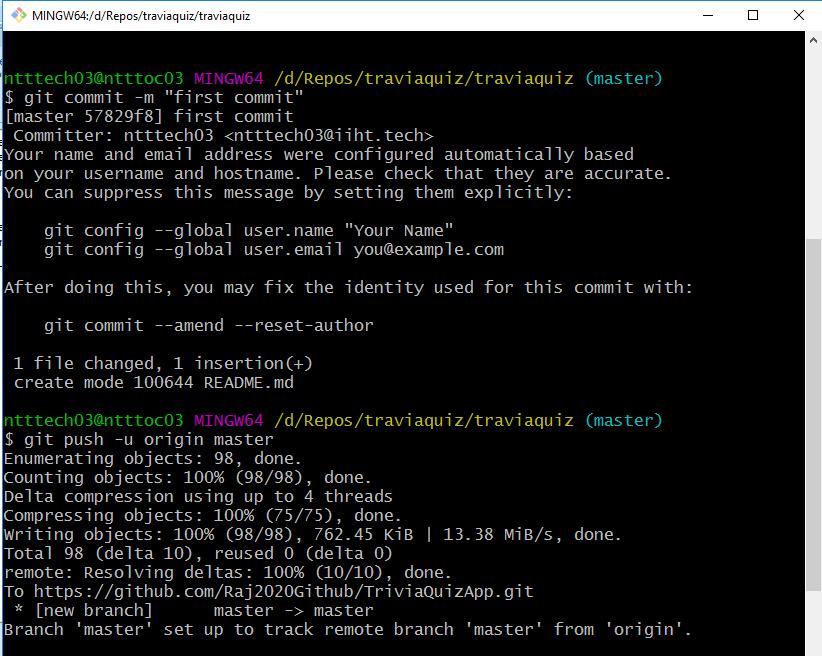 MINGW64:/d/Repos/traviaquiz/traviaquiz
ntttech03@ntttoc03 MINGW64 /d/Repos/traviaquiz/traviaquiz (master)
$ git commit -m "first commit"
[master 57829f8] first commit
 Committer: ntttech03 <ntttech03@iiht.tech>
Your name and email address were configured automatically based
on your username and hostname. Please check that they are accurate.
You can suppress this message by setting them explicitly:
    git config --global user.name "Your Name"
    git config --global user.email you@example.com
After doing this, you may fix the identity used for this commit with:
    git commit --amend --reset-author
 1 file changed, 1 insertion(+)
 create mode 100644 README.md
ntttech03@ntttoc03 MINGW64 /d/Repos/traviaquiz/traviaquiz (master)
$ git push -u origin master
Enumerating objects: 98, done.
Counting objects: 100% (98/98), done.
Delta compression using up to 4 threads
Compressing objects: 100% (75/75), done.
Writing objects: 100% (98/98), 762.45 KiB | 13.38 MiB/s, done.
Total 98 (delta 10), reused 0 (delta 0)
remote: Resolving deltas: 100% (10/10), done.
To https://github.com/Raj2020Github/TriviaQuizApp.git
 * [new branch]      master -> master
Branch 'master' set up to track remote branch 'master' from 'origin'.